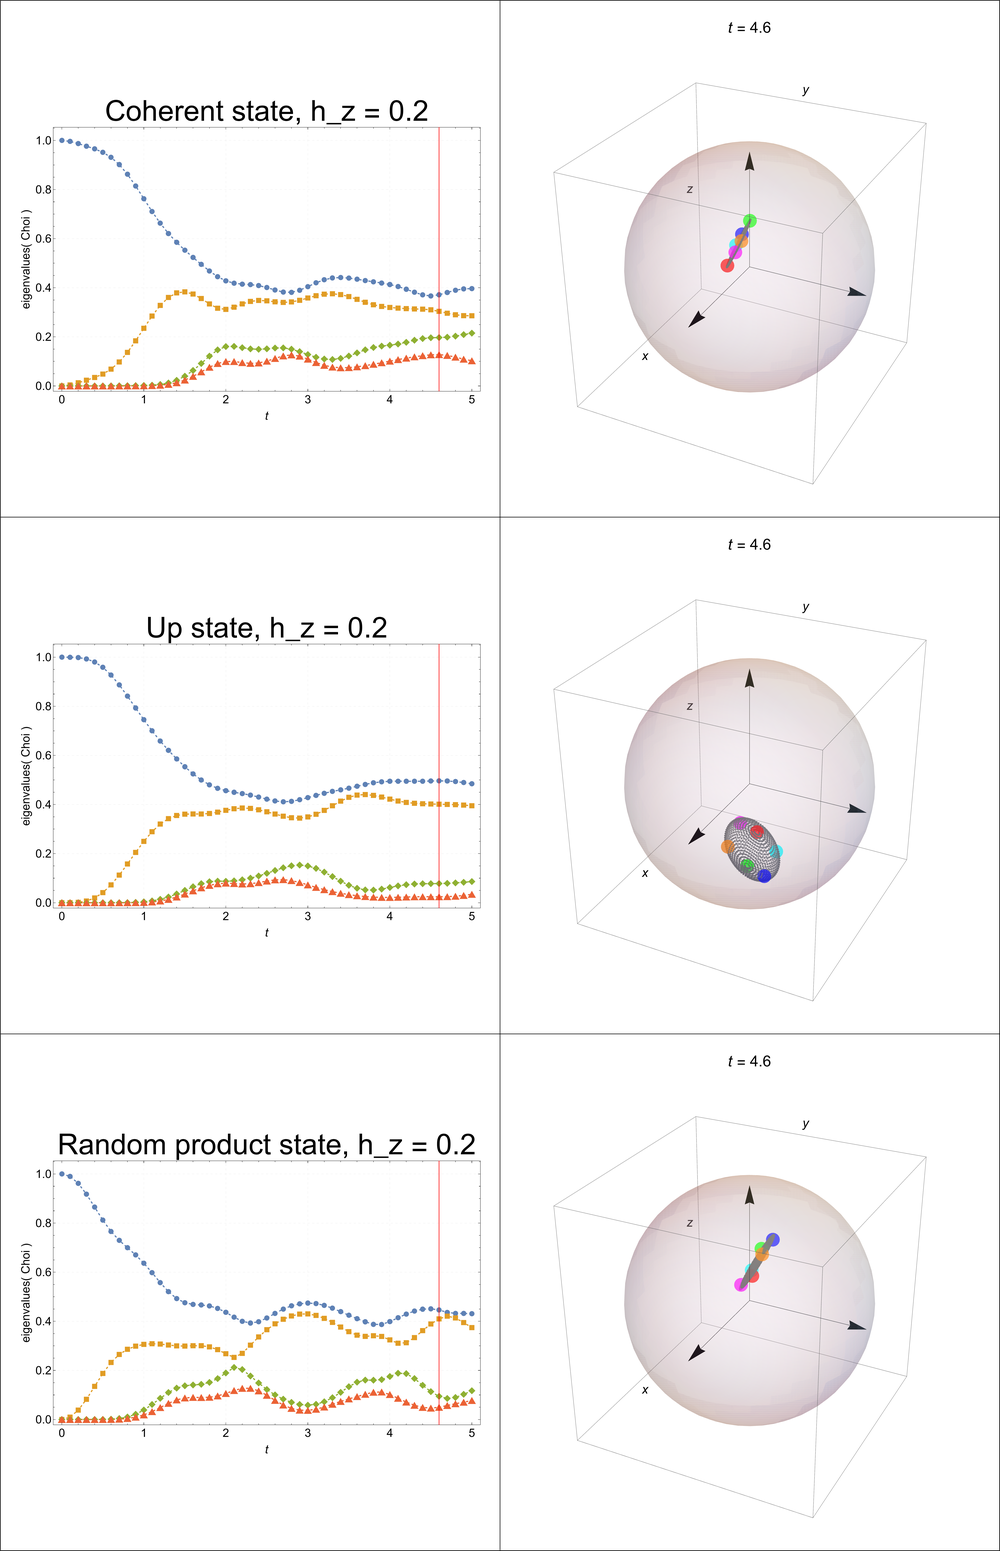 t = 4.6
Coherent state, h_z = 0.2
eigenvalues( Choi )
1.0
0.8
0.6
0.4
0.2
0.0
0 1 2 3 4 5
t
y
z
x
t = 4.6
Up state, h_z = 0.2
eigenvalues( Choi )
1.0
0.8
0.6
0.4
0.2
0.0
0 1 2 3 4 5
t
y
z
x
t = 4.6
Random product state, h_z = 0.2
eigenvalues( Choi )
1.0
0.8
0.6
0.4
0.2
0.0
0 1 2 3 4 5
t
y
z
x